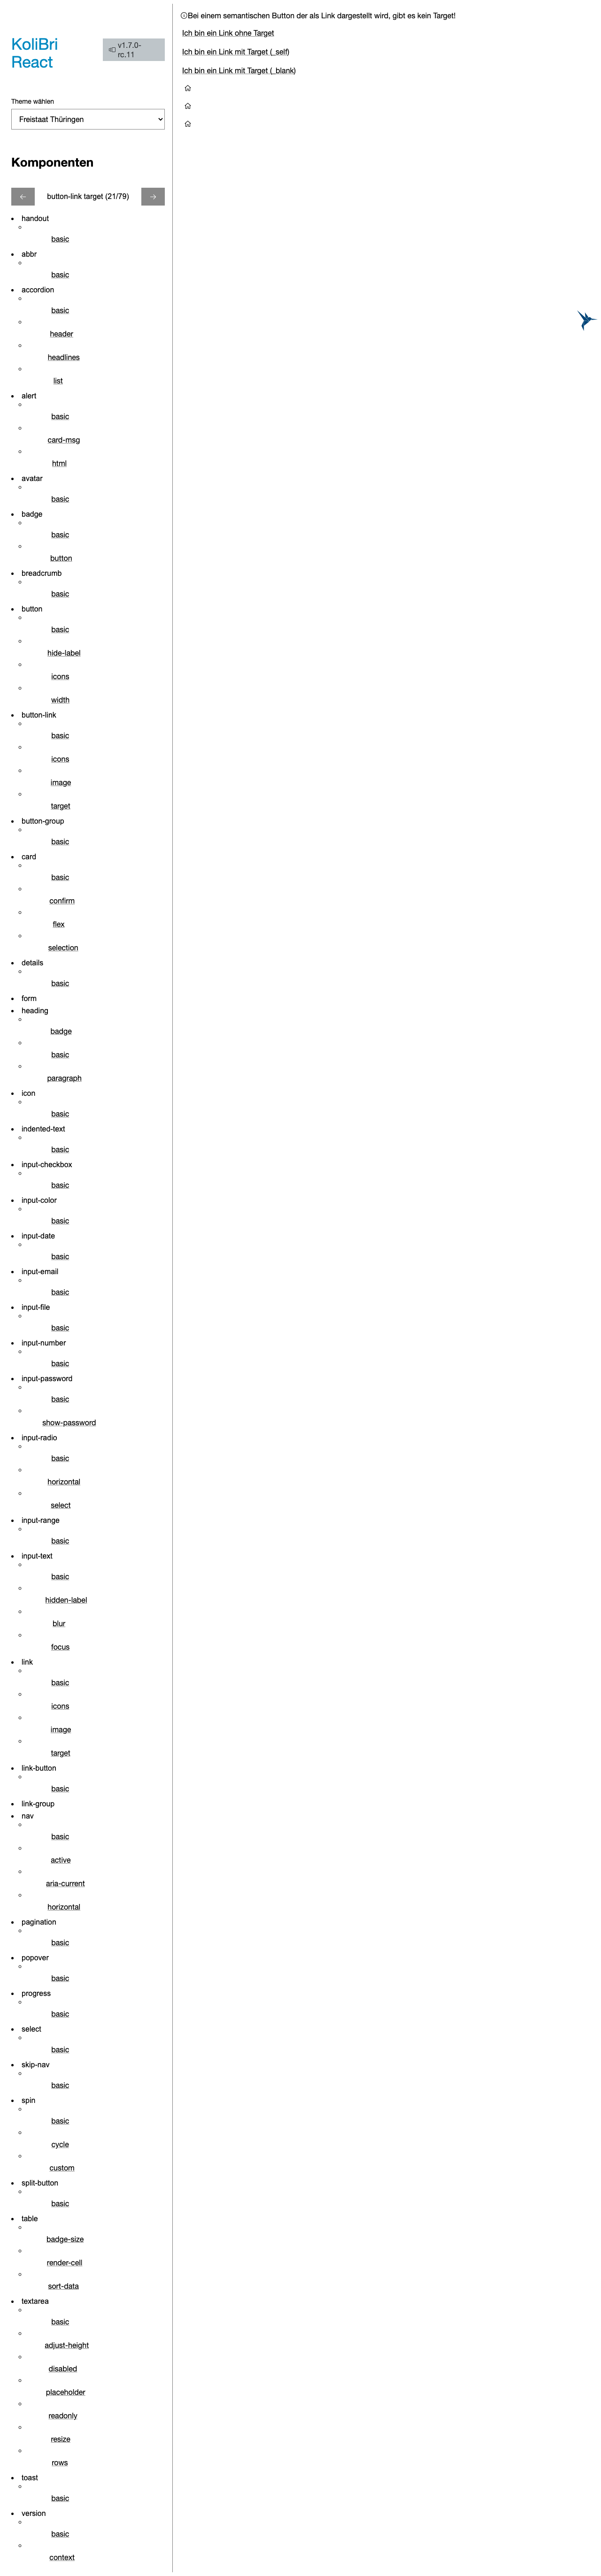 KoliBri
React
v1.7.0-
rc.11
Theme wählen
Freistaat Thüringen
Komponenten
button-link target (21/79)
handout
basic
abbr
basic
accordion
basic
header
headlines
list
alert
basic
card-msg
html
avatar
basic
badge
basic
button
breadcrumb
basic
button
basic
hide-label
icons
width
button-link
basic
icons
image
target
button-group
basic
card
basic
confirm
flex
selection
details
basic
form
heading
badge
basic
paragraph
icon
basic
indented-text
basic
input-checkbox
basic
input-color
basic
input-date
basic
input-email
basic
input-file
basic
input-number
basic
input-password
basic
show-password
input-radio
basic
horizontal
select
input-range
basic
input-text
basic
hidden-label
blur
focus
link
basic
icons
image
target
link-button
basic
link-group
nav
basic
active
aria-current
horizontal
pagination
basic
popover
basic
progress
basic
select
basic
skip-nav
basic
spin
basic
cycle
custom
split-button
basic
table
badge-size
render-cell
sort-data
textarea
basic
adjust-height
disabled
placeholder
readonly
resize
rows
toast
basic
version
basic
context
Bei einem semantischen Button der als Link dargestellt wird, gibt es kein Target!
Ich bin ein Link ohne Target
Ich bin ein Link mit Target (_self)
Ich bin ein Link mit Target (_blank)